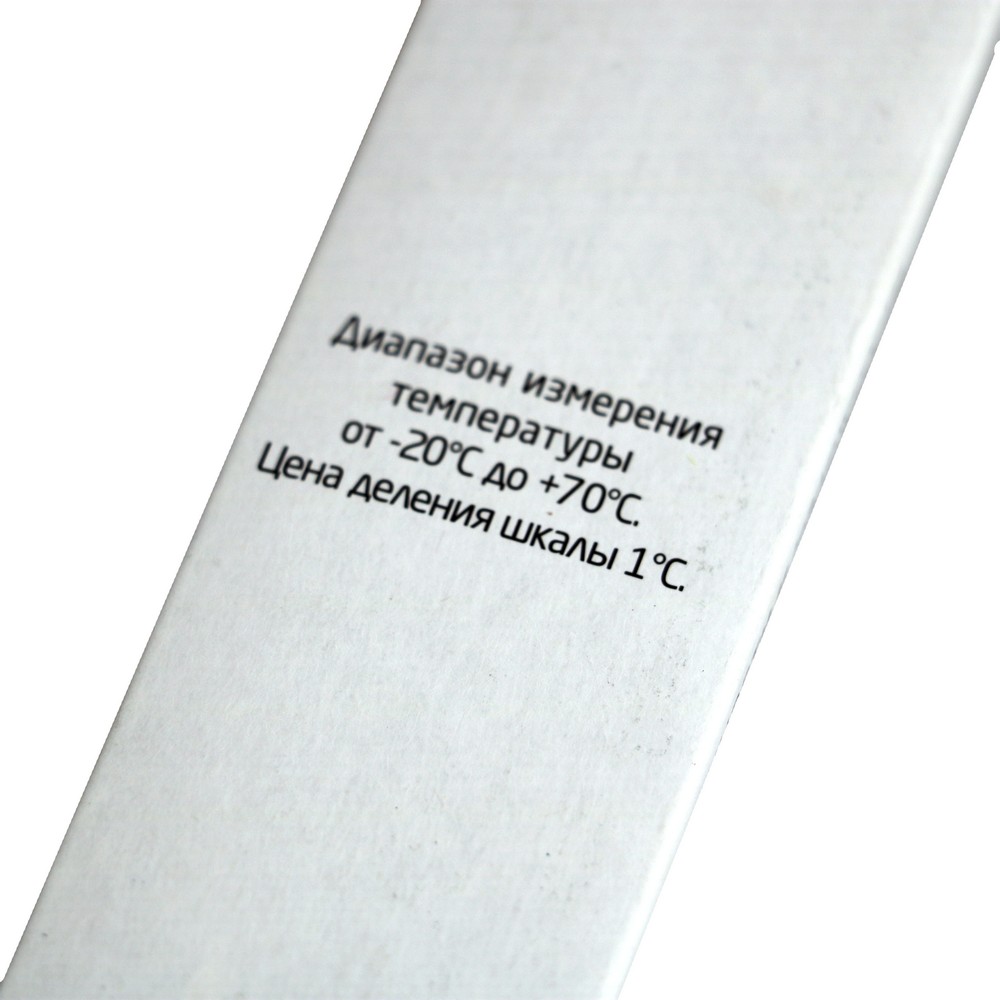 Диапазон измерения
температуры
от -20°C до +70°C.
Цена деления шкалы 1°C.